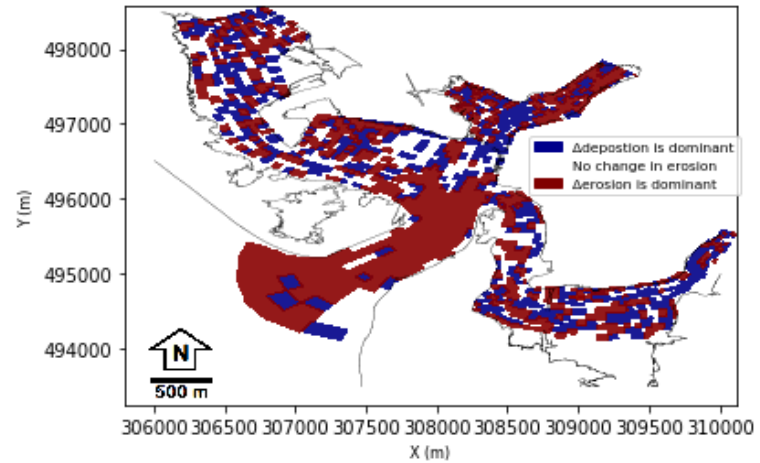 498000
497000
496000
495000
494000
Y (m)
Δdepostion is dominant
No change in erosion
Δerosion is dominant
N
500 m
306000 306500 307000 307500 308000 308500 309000 309500 310000
X (m)